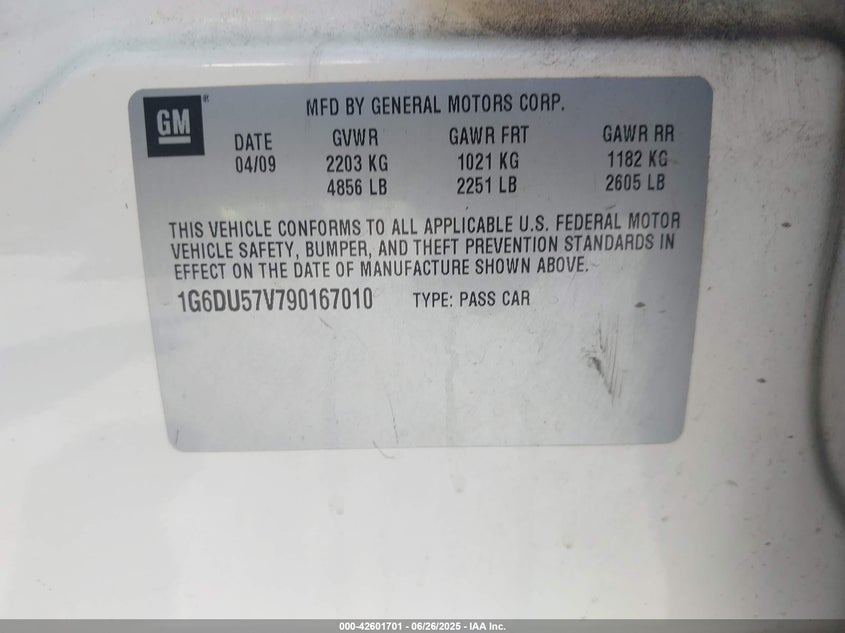 GM®
MFD BY GENERAL MOTORS CORP.
DATE GVWR GAWR FRT GAWR RR
04/09 2203 KG 1021 KG 1182 KG
4856 LB 2251 LB 2605 LB
THIS VEHICLE CONFORMS TO ALL APPLICABLE U.S. FEDERAL MOTOR
VEHICLE SAFETY, BUMPER, AND THEFT PREVENTION STANDARDS IN
EFFECT ON THE DATE OF MANUFACTURE SHOWN ABOVE.
1G6DU57V790167010 TYPE: PASS CAR
000-42601701 - 06/26/2025 - IAA Inc.